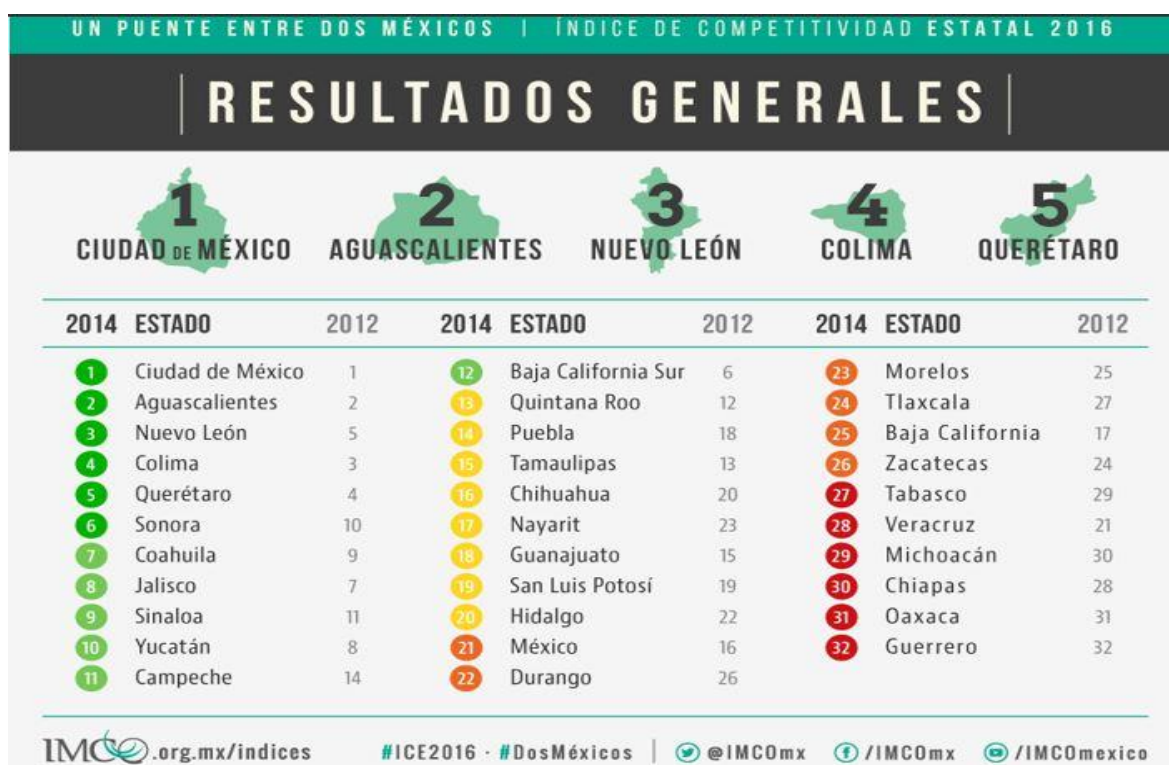 UN PUENTE ENTRE DOS MÉXICOS | ÍNDICE DE COMPETITIVIDAD ESTATAL 2016
RESULTADOS GENERALES
1 CIUDAD DE MÉXICO
2 AGUASCALIENTES
3 NUEVO LEÓN
4 COLIMA
5 QUERÉTARO
2014 ESTADO 2012
1 Ciudad de México 1
2 Aguascalientes 2
3 Nuevo León 5
4 Colima 3
5 Querétaro 4
6 Sonora 10
7 Coahuila 9
8 Jalisco 7
9 Sinaloa 11
10 Yucatán 8
11 Campeche 14
2014 ESTADO 2012
12 Baja California Sur 6
13 Quintana Roo 12
14 Puebla 18
15 Tamaulipas 13
16 Chihuahua 20
17 Nayarit 23
18 Guanajuato 15
19 San Luis Potosí 19
20 Hidalgo 22
21 México 16
22 Durango 26
2014 ESTADO 2012
23 Morelos 25
24 Tlaxcala 27
25 Baja California 17
26 Zacatecas 24
27 Tabasco 29
28 Veracruz 21
29 Michoacán 30
30 Chiapas 28
31 Oaxaca 31
32 Guerrero 32
IMCO.org.mx/indices #ICE2016 · #DosMéxicos | @IMCOmx /IMCOmx /IMCOmexico